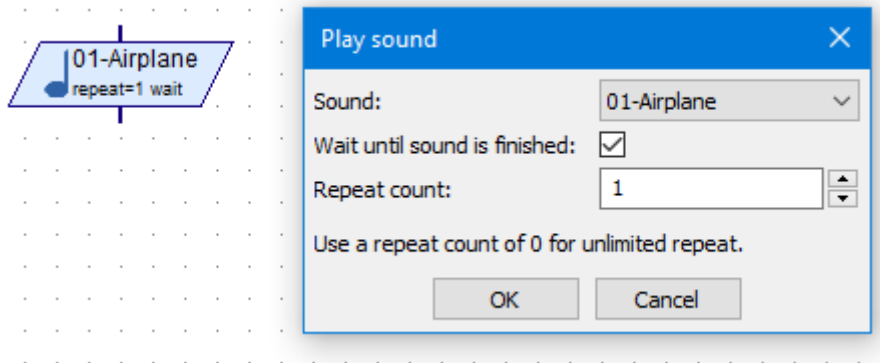 01-Airplane
repeat=1 wait
Play sound
Sound: 01-Airplane
Wait until sound is finished:
Repeat count: 1
Use a repeat count of 0 for unlimited repeat.
OK Cancel